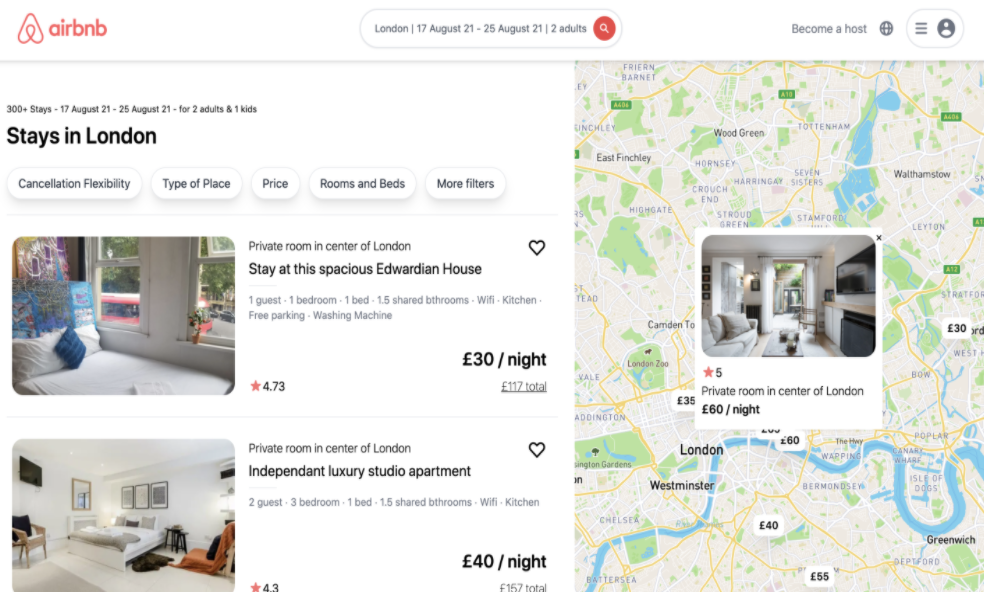 airbnb
London | 17 August 21 - 25 August 21 | 2 adults
Become a host
300+ Stays - 17 August 21 - 25 August 21 - for 2 adults & 1 kids
Stays in London
Cancellation Flexibility
Type of Place
Price
Rooms and Beds
More filters
Private room in center of London
Stay at this spacious Edwardian House
1 guest · 1 bedroom · 1 bed · 1.5 shared bthrooms · Wifi · Kitchen ·
Free parking · Washing Machine
£30 / night
4.73
£117 total
Private room in center of London
Independant luxury studio apartment
2 guest · 3 bedroom · 1 bed · 1.5 shared bthrooms · Wifi · Kitchen
£40 / night
4.3
£157 total
FRIERN
BARNET
A10
A406
A406
FINCHLEY
Wood Green
TOTTENHAM
East Finchley
HORNSEY
HARRINGAY
SEVEN
SISTERS
Walthamstow
CROUCH
END
HIGHGATE
STROUD
GREEN
STAMFORD
LEYTON
A12
STRATFOR
TEAD
Camden To
£30
London Zoo
WEST H
VALE
BOW
ADDINGTON
£35
x
5
Private room in center of London
£60 / night
£60
The Hwy
POPLAR
London
WAPPING
CANARY
WHARF
sington Gardens
Westminster
BERMONDSEY
ISLE OF
DOGS
CHELSEA
£40
Greenwich
DEPTFORD
£55
BATTERSEA